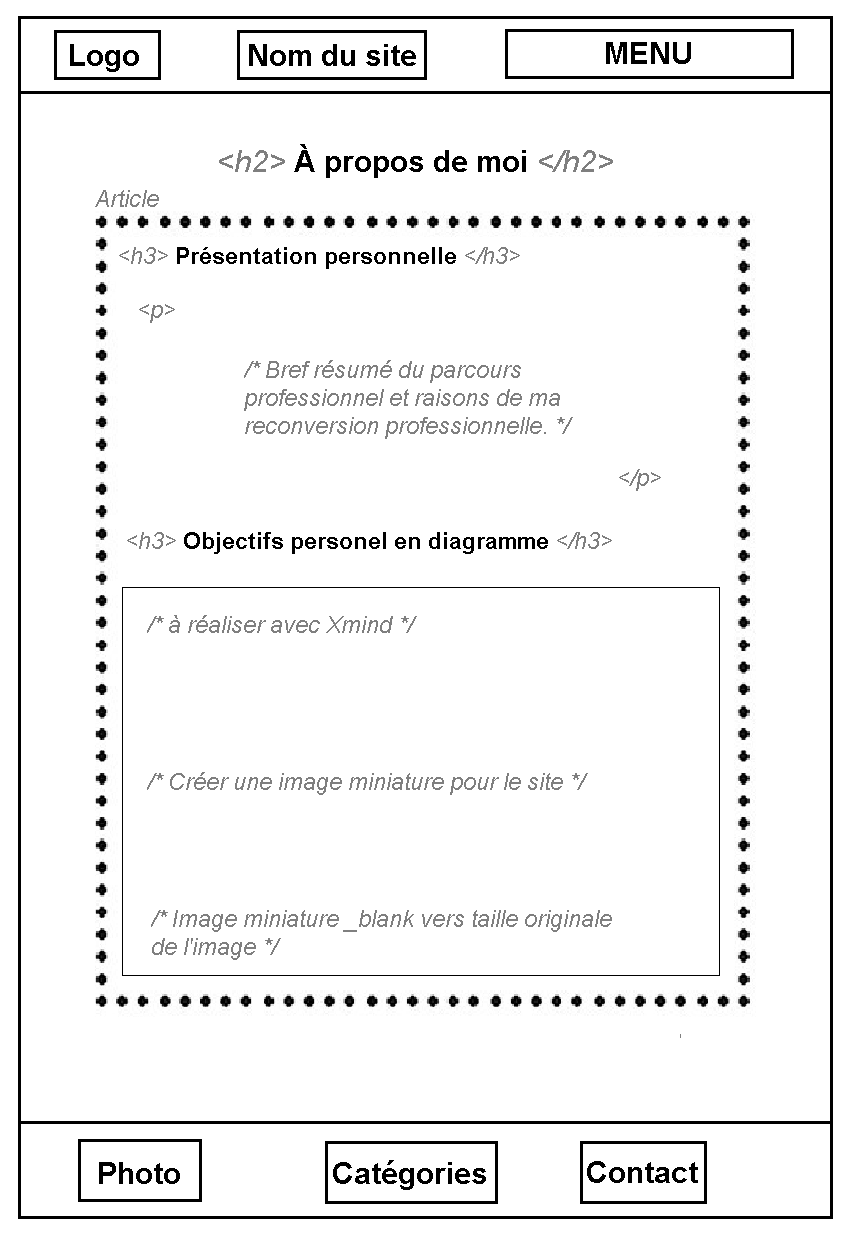 Logo
Nom du site
MENU
<h2> À propos de moi </h2>
Article
<h3> Présentation personnelle </h3>
<p>
/* Bref résumé du parcours
professionnel et raisons de ma
reconversion professionnelle. */
</p>
<h3> Objectifs personel en diagramme </h3>
/* à réaliser avec Xmind */
/* Créer une image miniature pour le site */
/* Image miniature _blank vers taille originale
de l'image */
Photo
Catégories
Contact